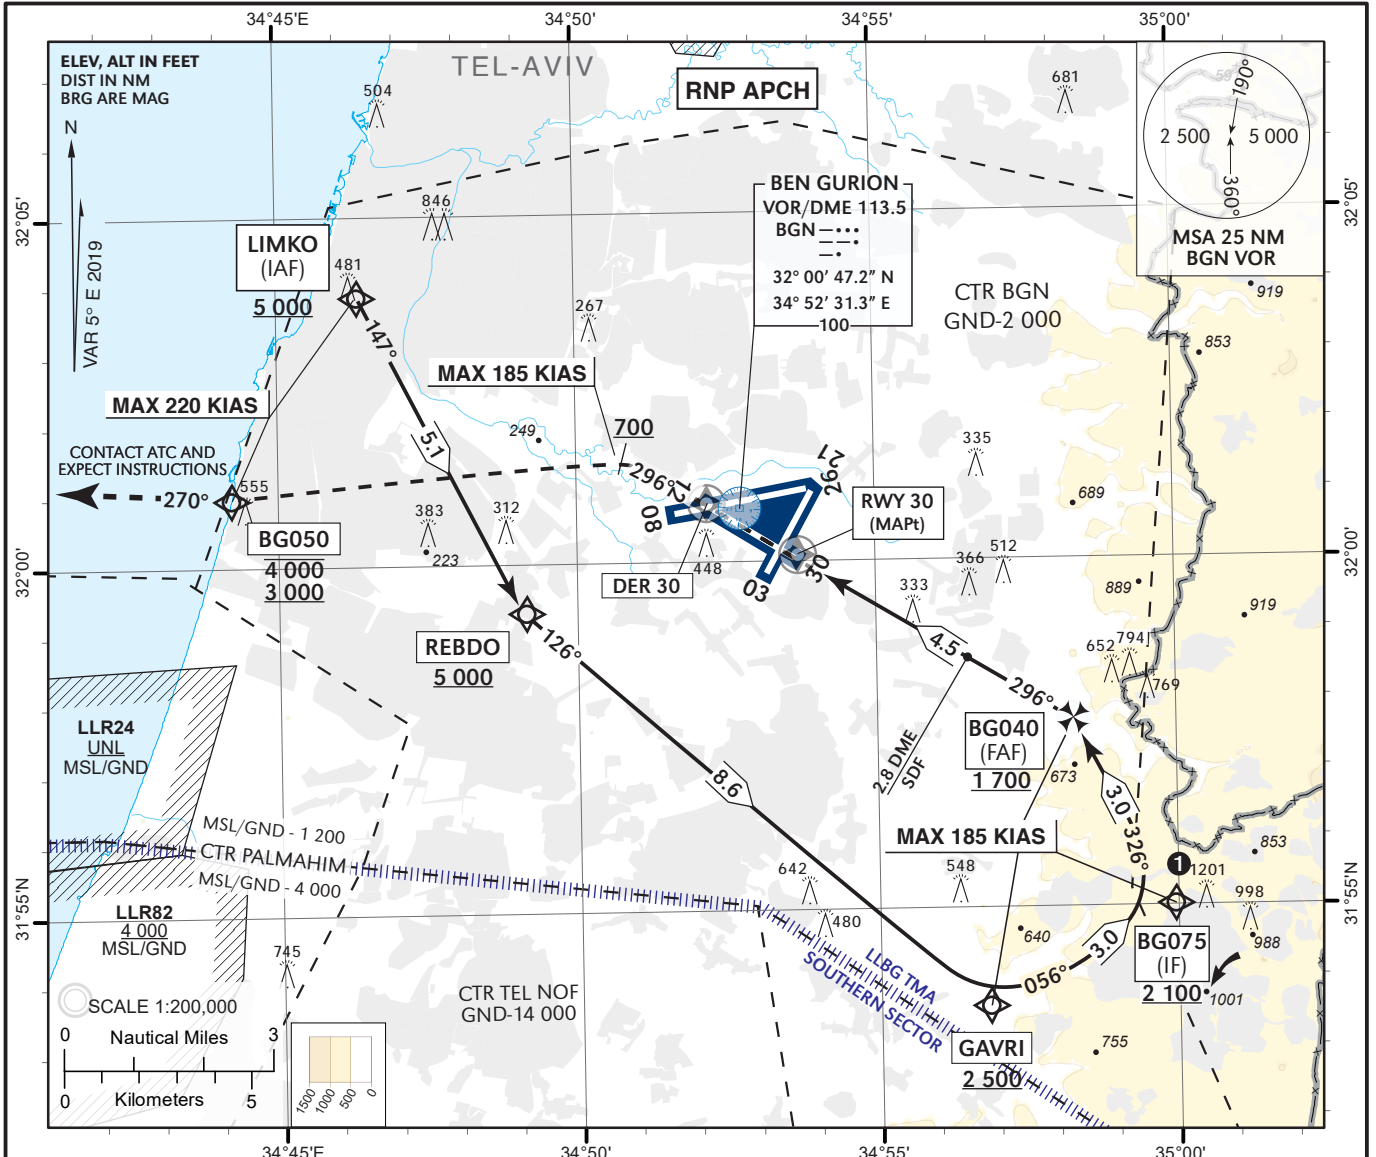 34°45'E
34°50'
34°55'
35°00'
ELEV, ALT IN FEET
DIST IN NM
BRG ARE MAG
N
VAR 5° E 2019
TEL-AVIV
RNP APCH
504
681
190°
2 500
5 000
360°
MSA 25 NM
BGN VOR
32°05'
32°05'
BEN GURION
VOR/DME 113.5
BGN
32° 00' 47.2" N
34° 52' 31.3" E
100
846
LIMKO
(IAF)
5 000
481
267
CTR BGN
GND-2 000
919
853
147°
MAX 185 KIAS
MAX 220 KIAS
CONTACT ATC AND
EXPECT INSTRUCTIONS
270°
555
5.1
249
700
296°
335
689
12
08
26
21
30
03
RWY 30
(MAPt)
DER 30
448
BG050
4 000
3 000
383
223
312
32°00'
32°00'
333
366
512
889
919
REBDO
5 000
126°
4.5
296°
652
794
769
2.8 DME
SDF
BG040
(FAF)
1 700
673
LLR24
UNL
MSL/GND
8.6
3.0
326°
MAX 185 KIAS
MSL/GND - 1 200
CTR PALMAHIM
MSL/GND - 4 000
642
480
548
1
1201
853
998
988
31°55'N
31°55'N
LLR82
4 000
MSL/GND
745
640
3.0
056°
BG075
(IF)
2 100
1001
LLBG TMA
SOUTHERN SECTOR
CTR TEL NOF
GND-14 000
GAVRI
2 500
755
SCALE 1:200,000
0
3
Nautical Miles
Kilometers
0
5
1500
1000
500
0
34°45'E
34°50'
34°55'
35°00'